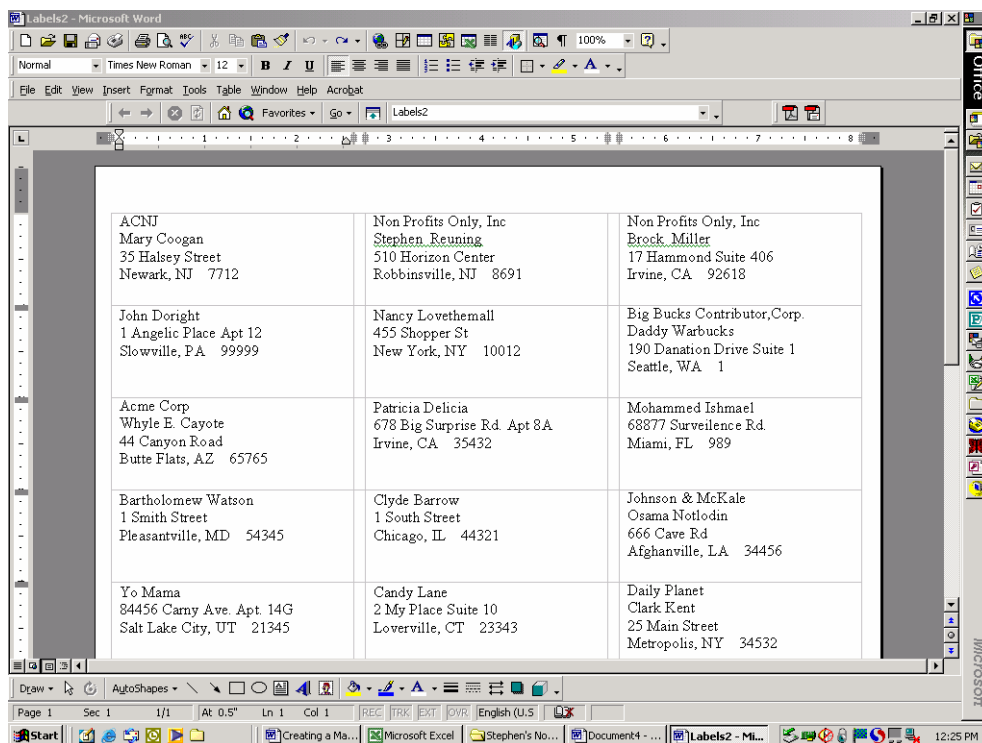 Labels2 - Microsoft Word
100%
Normal Times New Roman 12 B I U
File Edit View Insert Format Tools Table Window Help Acrobat
Favorites Go Labels2
1 2 3 4 5 6 7 8
ACNJ
Mary Coogan
35 Halsey Street
Newark, NJ 7712
Non Profits Only, Inc
Stephen Reuning
510 Horizon Center
Robbinsville, NJ 8691
Non Profits Only, Inc
Brock Miller
17 Hammond Suite 406
Irvine, CA 92618
John Doright
1 Angelic Place Apt 12
Slowville, PA 99999
Nancy Lovethemall
455 Shopper St
New York, NY 10012
Big Bucks Contributor,Corp.
Daddy Warbucks
190 Danation Drive Suite 1
Seattle, WA 1
Acme Corp
Whyle E. Cayote
44 Canyon Road
Butte Flats, AZ 65765
Patricia Delicia
678 Big Surprise Rd. Apt 8A
Irvine, CA 35432
Mohammed Ishmael
68877 Surveilence Rd.
Miami, FL 989
Bartholomew Watson
1 Smith Street
Pleasantville, MD 54345
Clyde Barrow
1 South Street
Chicago, IL 44321
Johnson & McKale
Osama Notlodin
666 Cave Rd
Afghanville, LA 34456
Yo Mama
84456 Carny Ave. Apt. 14G
Salt Lake City, UT 21345
Candy Lane
2 My Place Suite 10
Loverville, CT 23343
Daily Planet
Clark Kent
25 Main Street
Metropolis, NY 34532
Office
Microsoft
Draw AutoShapes
Page 1 Sec 1 1/1 At 0.5" Ln 1 Col 1 REC TRK EXT OVR English (U.S
Start Creating a Ma... Microsoft Excel Stephen's No... Document4 - ... Labels2 - Mi... 12:25 PM